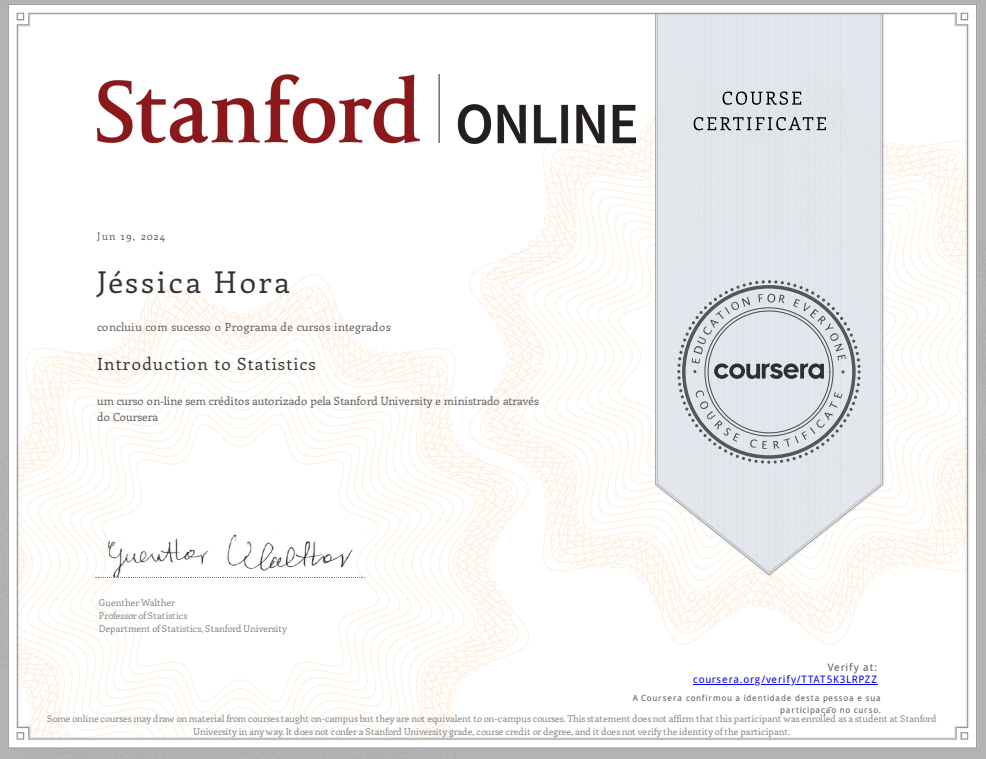 Stanford | ONLINE
COURSE
CERTIFICATE
Jun 19, 2024
Jéssica Hora
concluiu com sucesso o Programa de cursos integrados
Introduction to Statistics
um curso on-line sem créditos autorizado pela Stanford University e ministrado através
do Coursera
EDUCATION FOR EVERYONE
coursera
COURSE CERTIFICATE
Guenther Walther
Guenther Walther
Professor of Statistics
Department of Statistics, Stanford University
Verify at:
coursera.org/verify/TTAT5K3LRPZZ
A Coursera confirmou a identidade desta pessoa e sua
participação no curso.
Some online courses may draw on material from courses taught on-campus but they are not equivalent to on-campus courses. This statement does not affirm that this participant was enrolled as a student at Stanford
University in any way. It does not confer a Stanford University grade, course credit or degree, and it does not verify the identity of the participant.